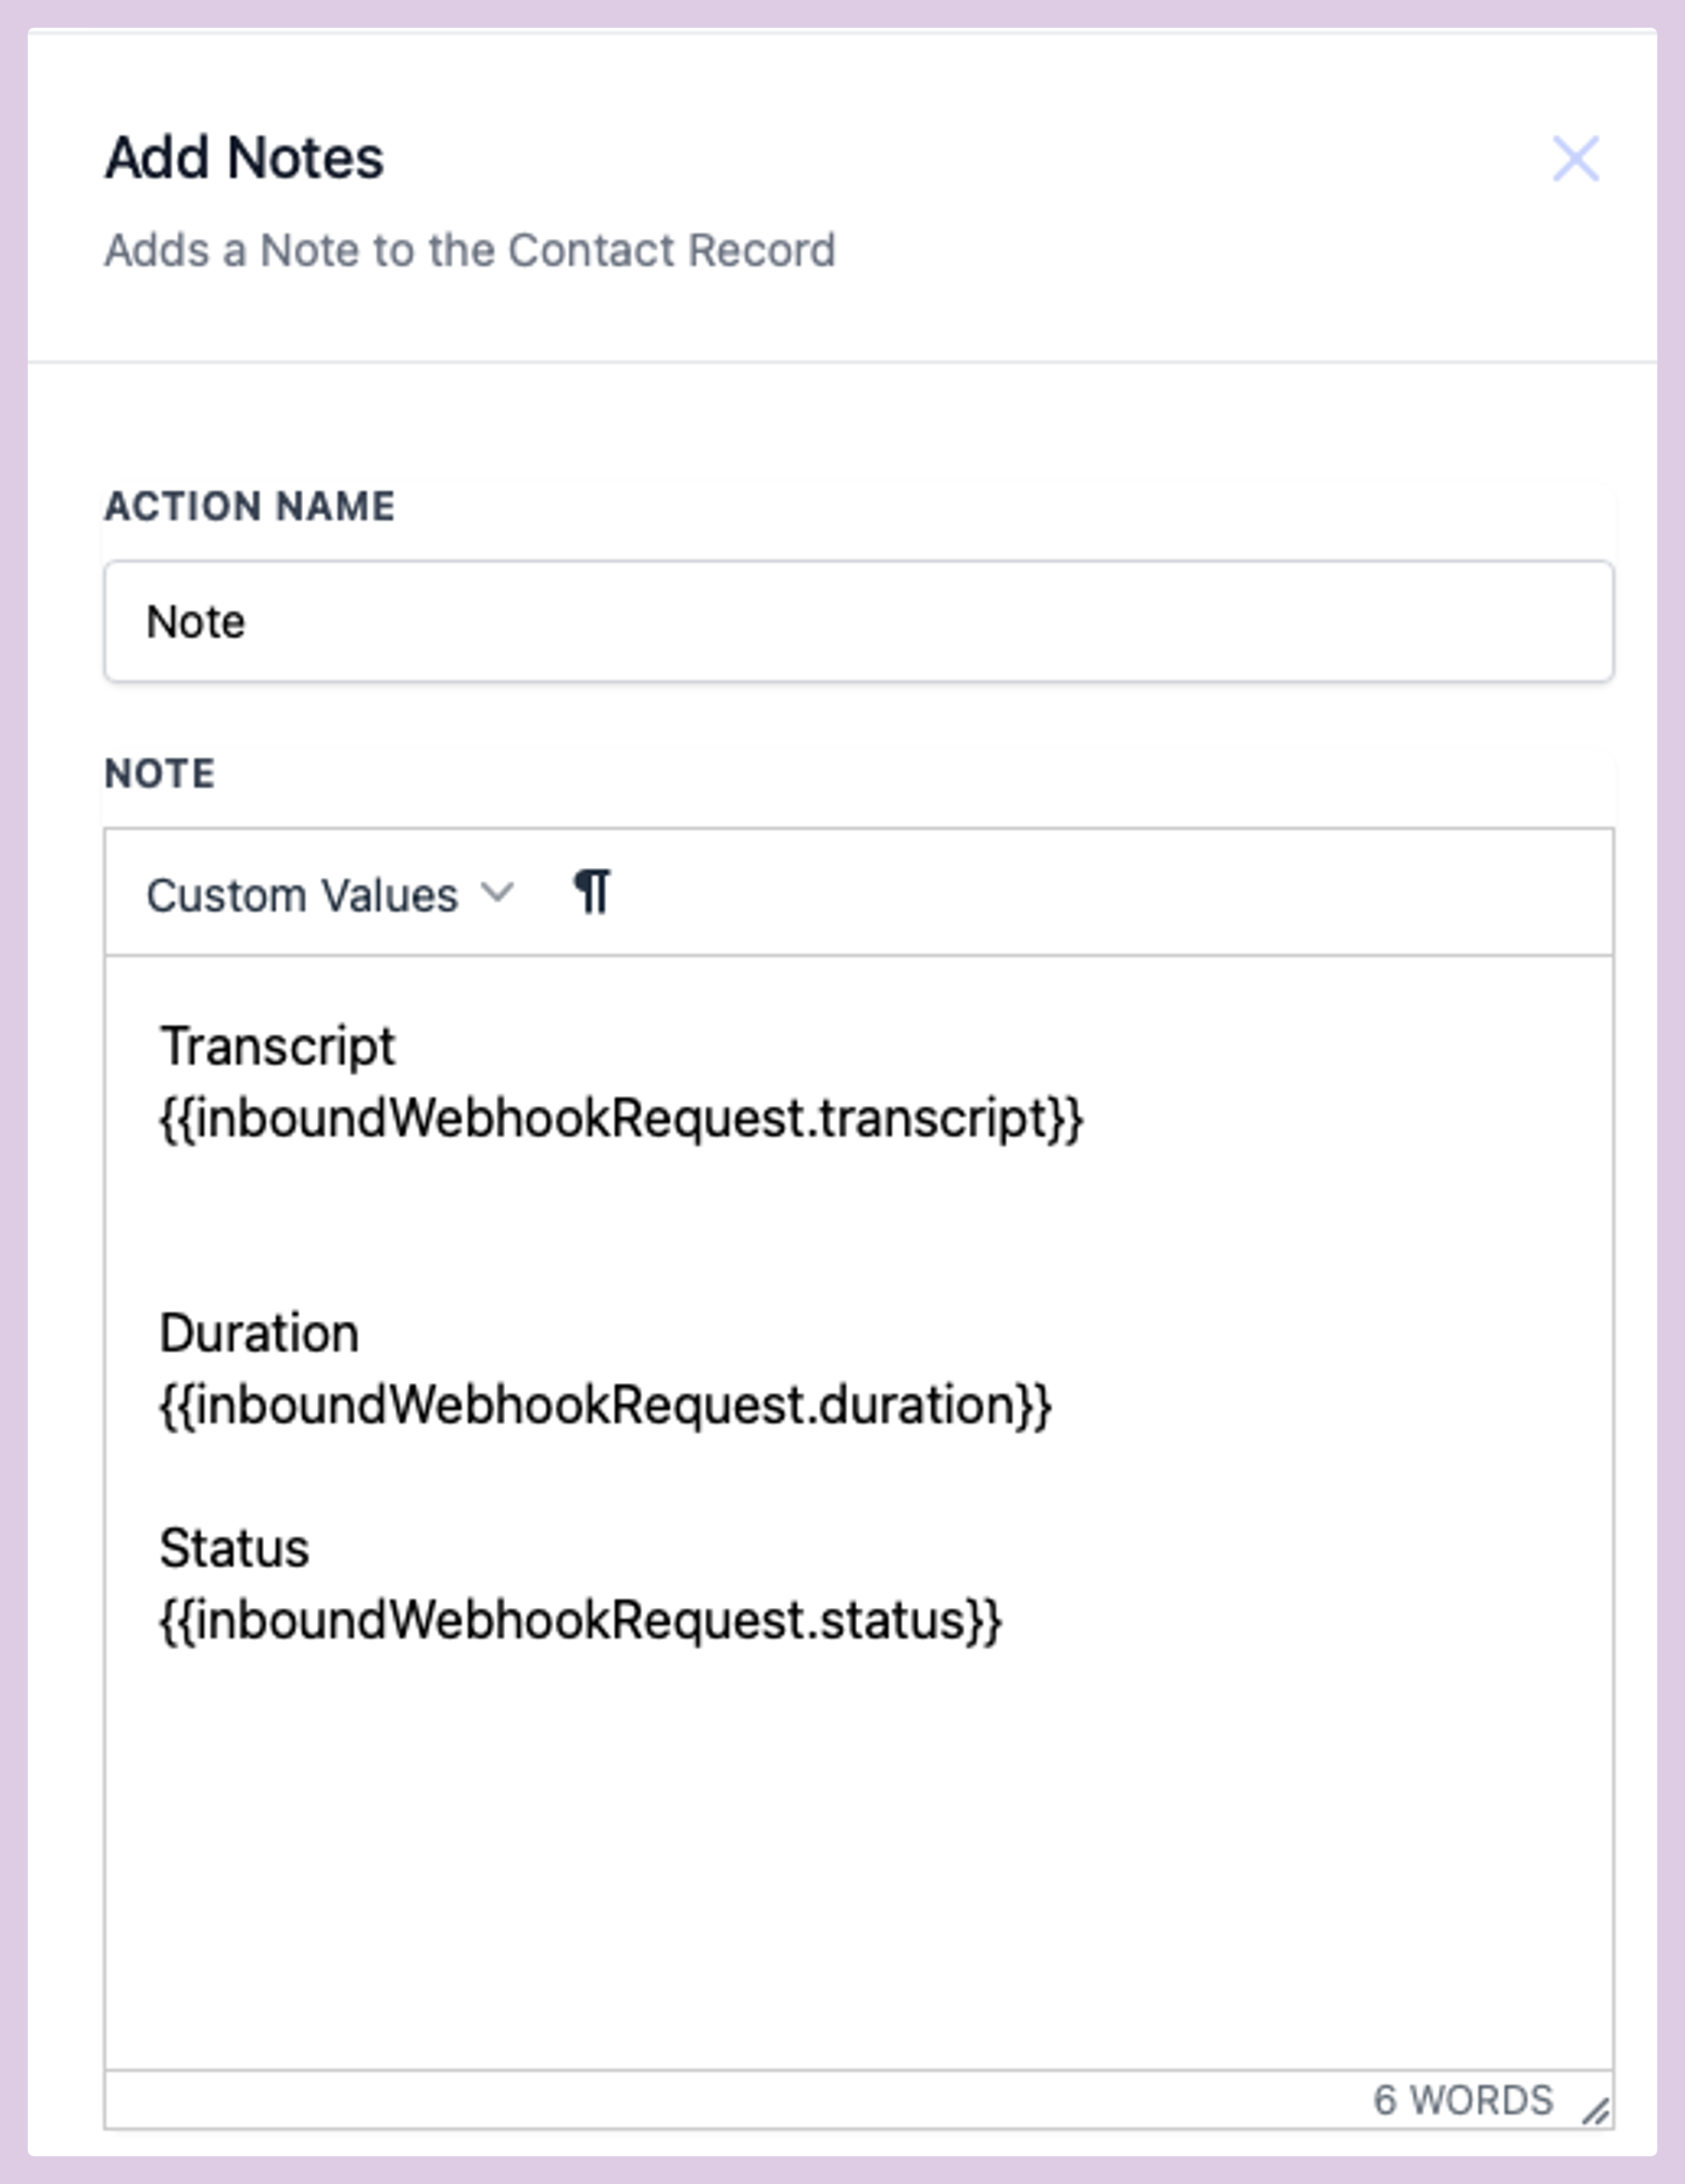 Add Notes
Adds a Note to the Contact Record
ACTION NAME
Note
NOTE
Custom Values ¶
Transcript
{{inboundWebhookRequest.transcript}}
Duration
{{inboundWebhookRequest.duration}}
Status
{{inboundWebhookRequest.status}}
6 WORDS